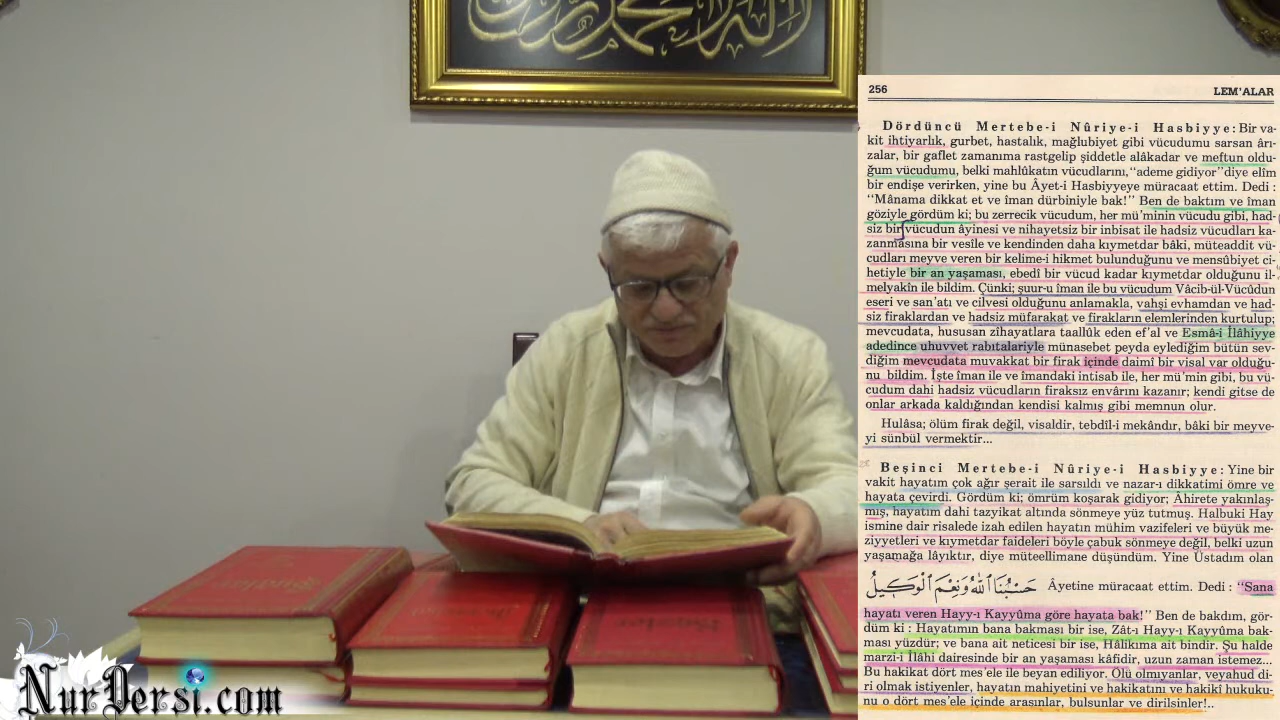 256 LEM'ALAR
Dördüncü Mertebe-i Nûriye-i Hasbiyye: Bir va-
kit ihtiyarlık, gurbet, hastalık, mağlubiyet gibi vücudumu sarsan ârı-
zalar, bir gaflet zamanıma rastgelip şiddetle alâkadar ve meftun oldu-
ğum vücudumu, belki mahlûkatın vücudlarını, "ademe gidiyor" diye elîm
bir endişe verirken, yine bu Âyet-i Hasbiyyeye müracaat ettim. Dedi :
"Mânama dikkat et ve îman dürbiniyle bak!" Ben de baktım ve îman
göziyle gördüm ki; bu zerrecik vücudum, her mü'minin vücudu gibi, had-
siz bir vücudun âyinesi ve nihayetsiz bir inbisat ile hadsiz vücudları ka-
zanmasına bir vesîle ve kendinden daha kıymetdar bâki, müteaddit vü-
cudları meyve veren bir kelime-i hikmet bulunduğunu ve mensûbiyet ci-
hetiyle bir an yaşaması, ebedî bir vücud kadar kıymetdar olduğunu il-
melyakîn ile bildim. Çünki; şuur-u îman ile bu vücudum Vâcib-ül-Vücûdun
eseri ve san'atı ve cilvesi olduğunu anlamakla, vahşi evhamdan ve had-
siz firaklardan ve hadsiz müfarakat ve firakların elemlerinden kurtulup;
mevcudata, hususan zihayatlara taallûk eden ef'al ve Esmâ-i İlâhiyye
adedince uhuvvet rabıtalariyle münasebet peyda eylediğim bütün sev-
diğim mevcudata muvakkat bir firak içinde daimî bir visal var olduğu-
nu bildim. İşte îman ile ve îmandaki intisab ile, her mü'min gibi, bu vü-
cudum dahi hadsiz vücudların firaksız envârını kazanır; kendi gitse de
onlar arkada kaldığından kendisi kalmış gibi memnun olur.
Hulâsa; ölüm firak değil, visaldir, tebdîl-i mekândır, bâki bir meyve-
yi sünbül vermektir...
Beşinci Mertebe-i Nûriye-i Hasbiyye: Yine bir
vakit hayatım çok ağır şerait ile sarsıldı ve nazar-ı dikkatimi ömre ve
hayata çevirdi. Gördüm ki; ömrüm koşarak gidiyor; Âhirete yakınlaş-
mış, hayatım dahi tazyikat altında sönmeye yüz tutmuş. Halbuki Hay
ismine dair risalede izah edilen hayatın mühim vazifeleri ve büyük me-
ziyyetleri ve kıymetdar faideleri böyle çabuk sönmeye değil, belki uzun
yaşamağa lâyıktır, diye müteellimane düşündüm. Yine Üstadım olan
حَسْبُنَا اللّٰهُ وَنِعْمَ الْوَكِيلُ Âyetine müracaat ettim. Dedi : "Sana
hayatı veren Hayy-ı Kayyûma göre hayata bak!" Ben de bakdım, gör-
düm ki : Hayatımın bana bakması bir ise, Zât-ı Hayy-ı Kayyûma bak-
ması yüzdür; ve bana ait neticesi bir ise, Hâlikıma ait bindir. Şu halde
marzî-i İlâhî dairesinde bir an yaşaması kâfidir, uzun zaman istemez...
Bu hakikat dört mes'ele ile beyan ediliyor. Ölü olmıyanlar, veyahud di-
ri olmak istiyenler, hayatın mahiyetini ve hakikatını ve hakikî hukuku-
nu o dört mes'ele içinde arasınlar, bulsunlar ve dirilsinler!..
NurDersi.com